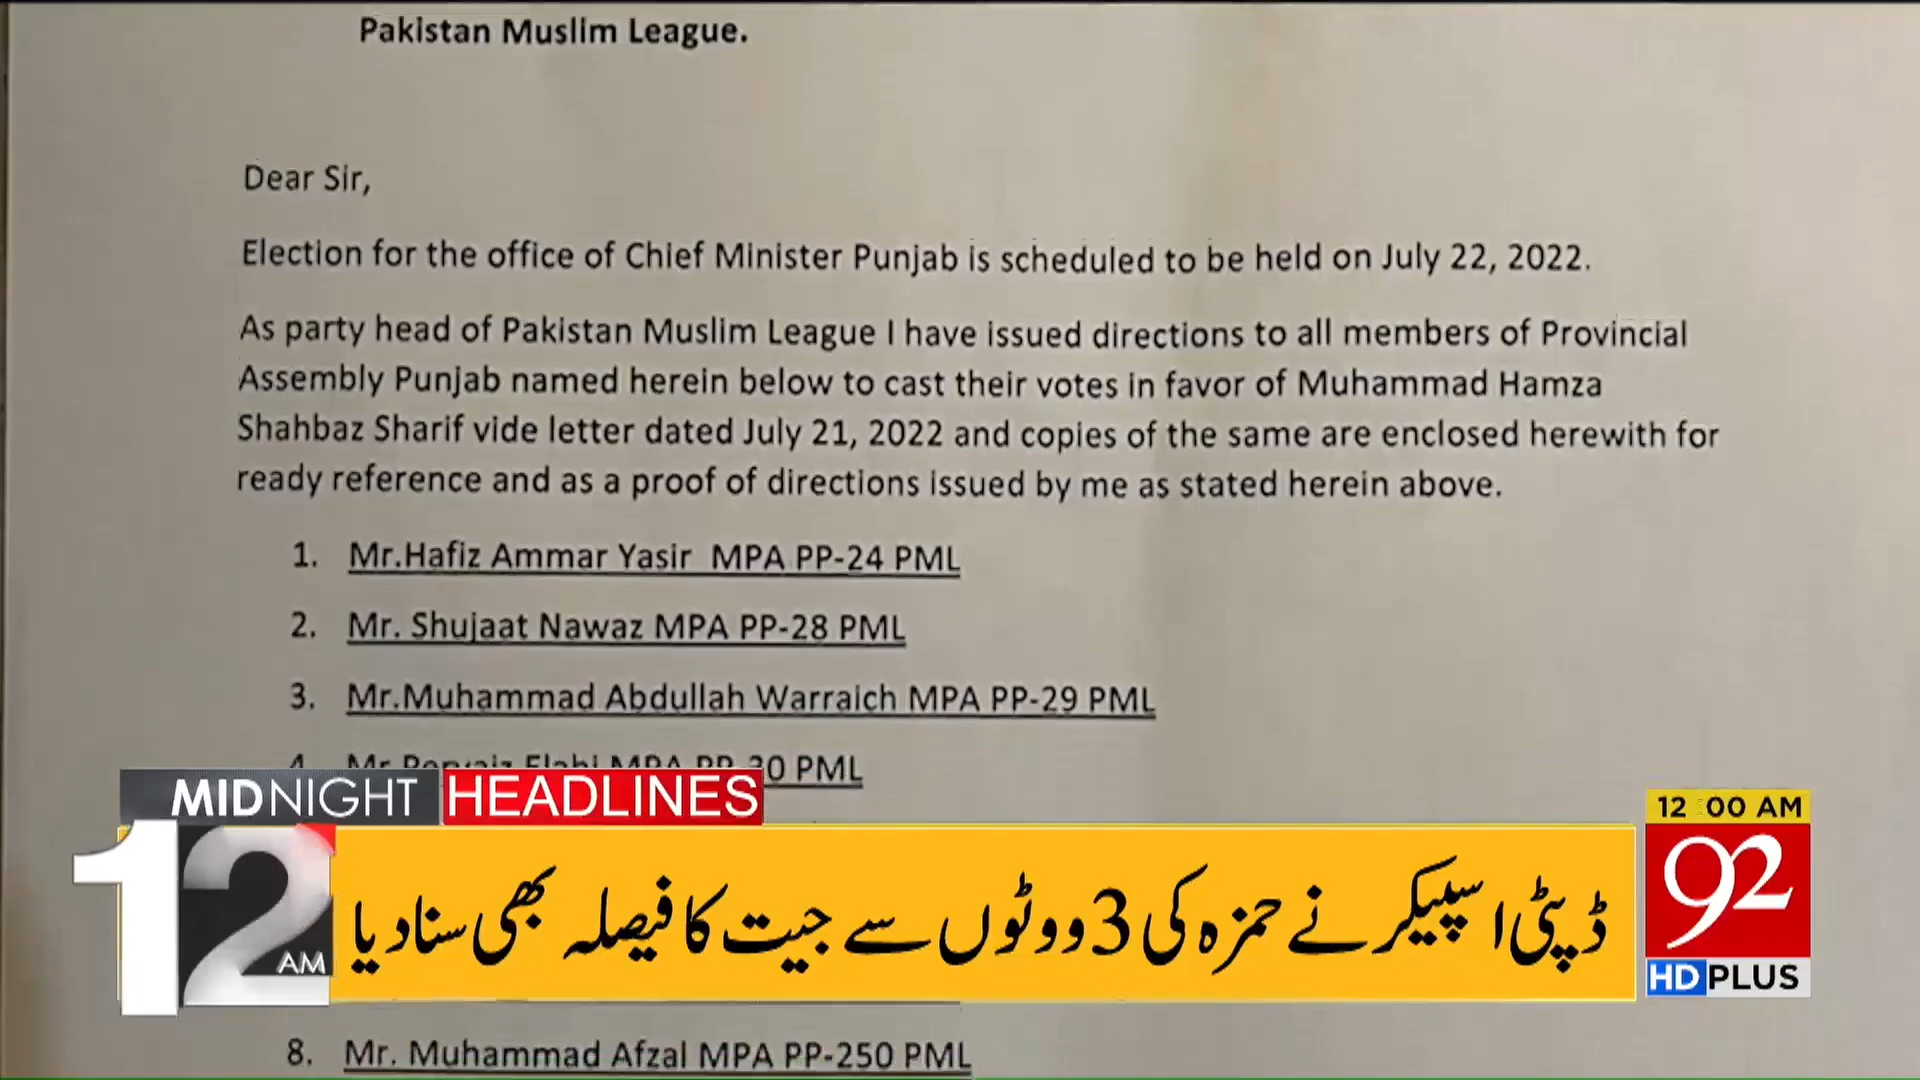 Pakistan Muslim League.
Dear Sir,
Election for the office of Chief Minister Punjab is scheduled to be held on July 22, 2022.
As party head of Pakistan Muslim League I have issued directions to all members of Provincial
Assembly Punjab named herein below to cast their votes in favor of Muhammad Hamza
Shahbaz Sharif vide letter dated July 21, 2022 and copies of the same are enclosed herewith for
ready reference and as a proof of directions issued by me as stated herein above.
1. Mr.Hafiz Ammar Yasir MPA PP-24 PML
2. Mr. Shujaat Nawaz MPA PP-28 PML
3. Mr.Muhammad Abdullah Warraich MPA PP-29 PML
4. Mr Pervaiz Elahi MPA PP-30 PML
MIDNIGHT HEADLINES
12 AM
ڈپٹی اسپیکر نے حمزہ کی 3 ووٹوں سے جیت کا فیصلہ بھی سنا دیا
12:00 AM
92
HD PLUS
8. Mr. Muhammad Afzal MPA PP-250 PML